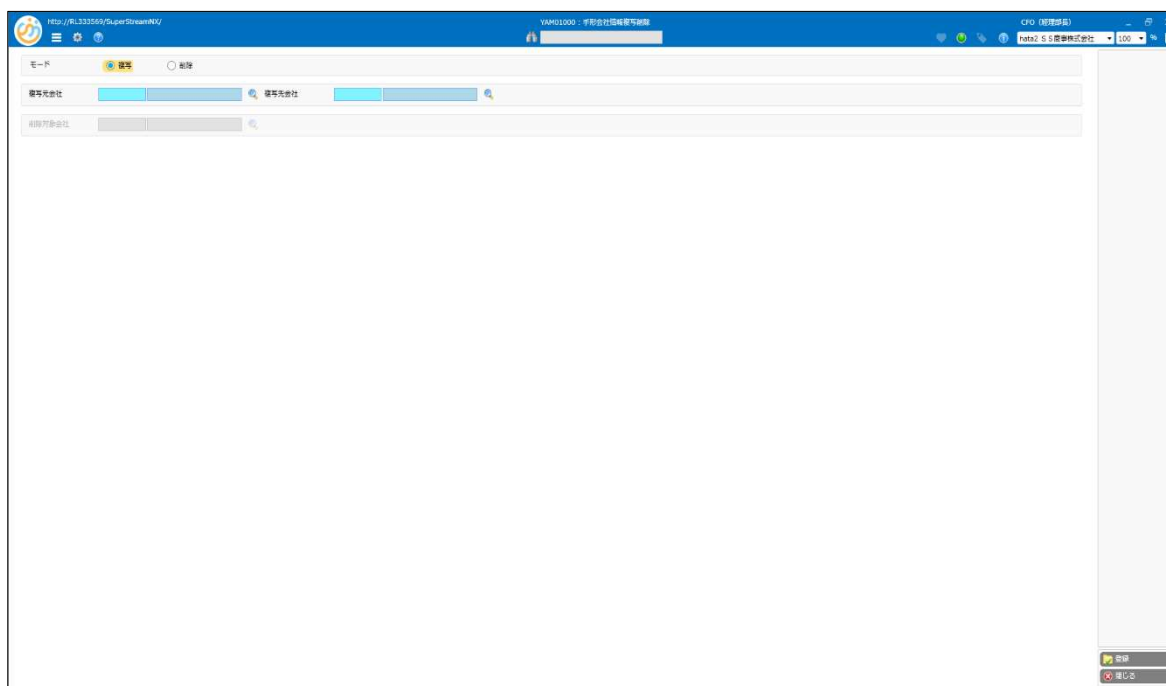 http://RL333569/SuperStreamNX/
YAM01000：手形会社情報複写削除
CFO（経理部長）
hata2 ＳＳ商事株式会社
100
%
モード
複写
削除
複写元会社
複写先会社
削除対象会社
登録
閉じる